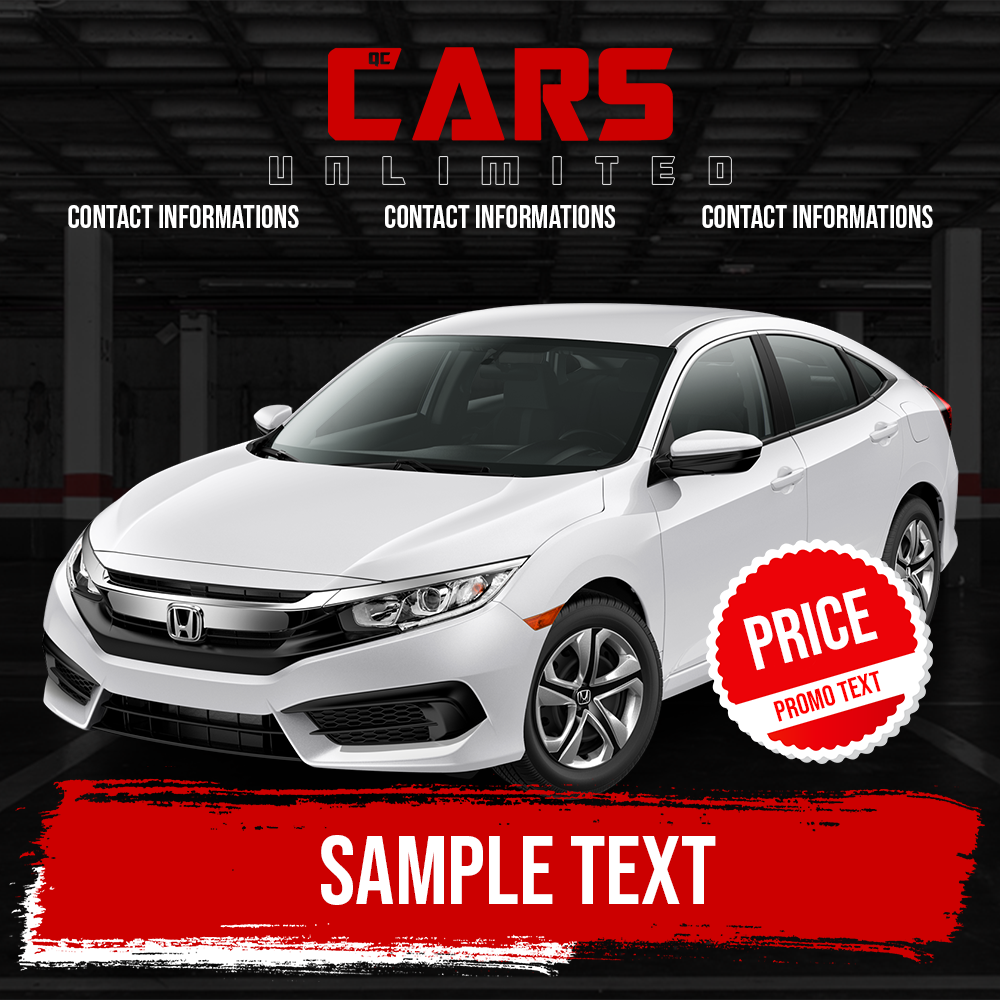 QC
CARS
UNLIMITED
CONTACT INFORMATIONS
CONTACT INFORMATIONS
CONTACT INFORMATIONS
PRICE
PROMO TEXT
SAMPLE TEXT